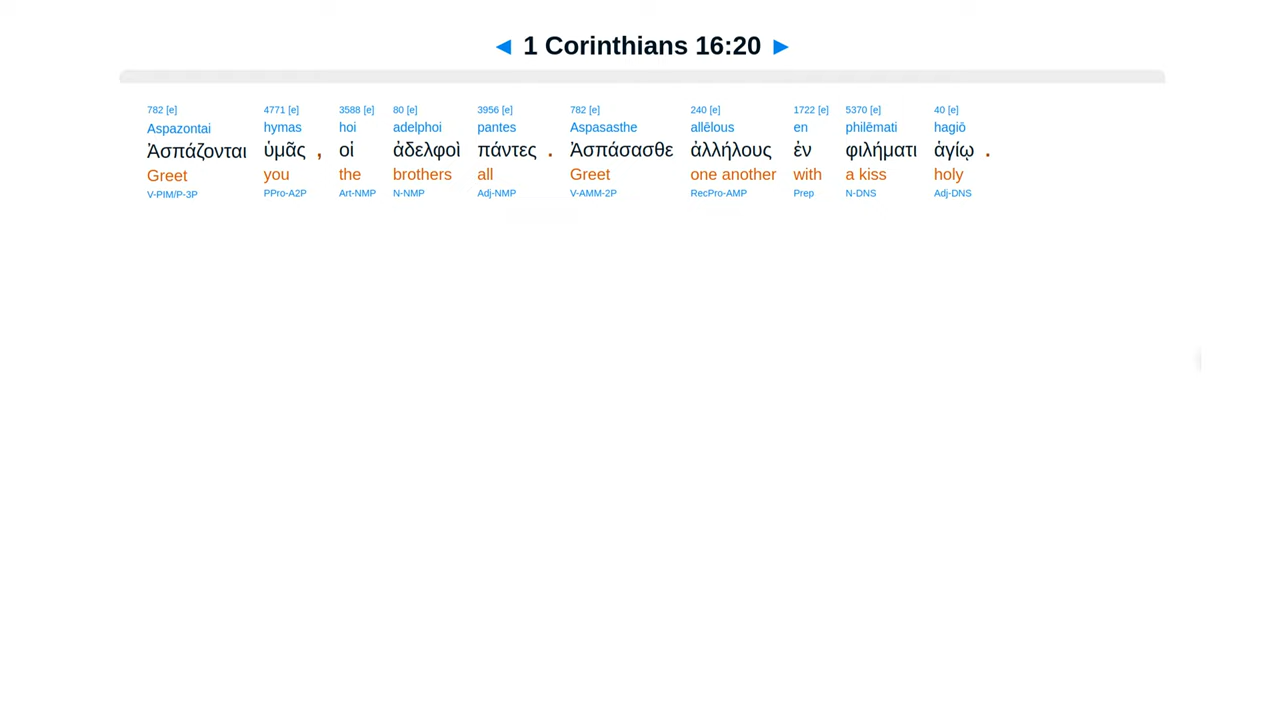 ◄ 1 Corinthians 16:20 ►
782 [e] 4771 [e] 3588 [e] 80 [e] 3956 [e] 782 [e] 240 [e] 1722 [e] 5370 [e] 40 [e]
Aspazontai hymas hoi adelphoi pantes Aspasasthe allēlous en philēmati hagiō
Ἀσπάζονται ὑμᾶς , οἱ ἀδελφοὶ πάντες . Ἀσπάσασθε ἀλλήλους ἐν φιλήματι ἁγίῳ .
Greet you the brothers all Greet one another with a kiss holy
V-PIM/P-3P PPro-A2P Art-NMP N-NMP Adj-NMP V-AMM-2P RecPro-AMP Prep N-DNS Adj-DNS